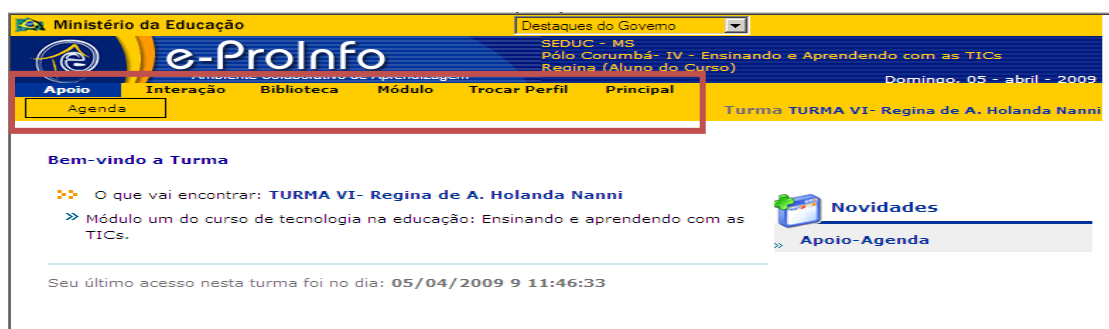 Ministério da Educação
Destaques do Governo
e-ProInfo
Ambiente Colaborativo de Aprendizagem
SEDUC - MS
Pólo Corumbá- IV - Ensinando e Aprendendo com as TICs
Regina (Aluno do Curso)
Domingo, 05 - abril - 2009
Apoio Interação Biblioteca Módulo Trocar Perfil Principal
Agenda
Turma TURMA VI- Regina de A. Holanda Nanni
Bem-vindo a Turma
O que vai encontrar: TURMA VI- Regina de A. Holanda Nanni
» Módulo um do curso de tecnologia na educação: Ensinando e aprendendo com as
TICs.
Novidades
» Apoio-Agenda
Seu último acesso nesta turma foi no dia: 05/04/2009 9 11:46:33